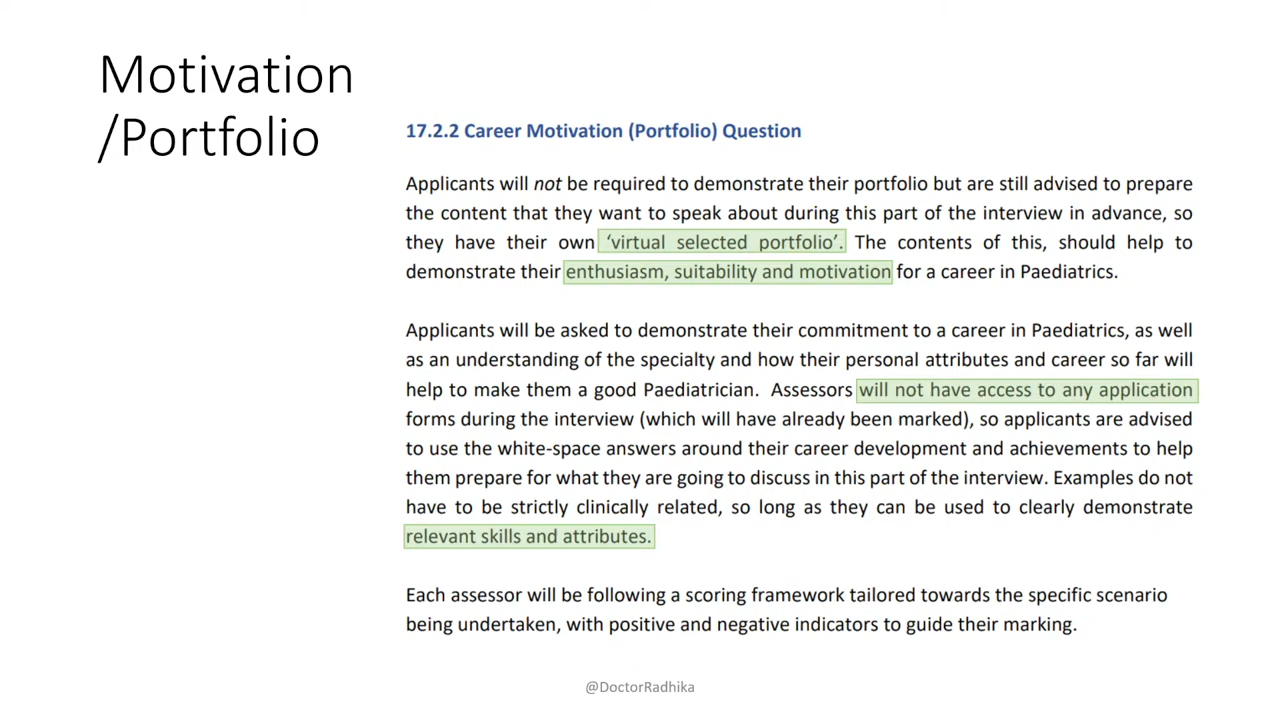 Motivation
/Portfolio
17.2.2 Career Motivation (Portfolio) Question
Applicants will not be required to demonstrate their portfolio but are still advised to prepare
the content that they want to speak about during this part of the interview in advance, so
they have their own ‘virtual selected portfolio’. The contents of this, should help to
demonstrate their enthusiasm, suitability and motivation for a career in Paediatrics.
Applicants will be asked to demonstrate their commitment to a career in Paediatrics, as well
as an understanding of the specialty and how their personal attributes and career so far will
help to make them a good Paediatrician. Assessors will not have access to any application
forms during the interview (which will have already been marked), so applicants are advised
to use the white-space answers around their career development and achievements to help
them prepare for what they are going to discuss in this part of the interview. Examples do not
have to be strictly clinically related, so long as they can be used to clearly demonstrate
relevant skills and attributes.
Each assessor will be following a scoring framework tailored towards the specific scenario
being undertaken, with positive and negative indicators to guide their marking.
@DoctorRadhika